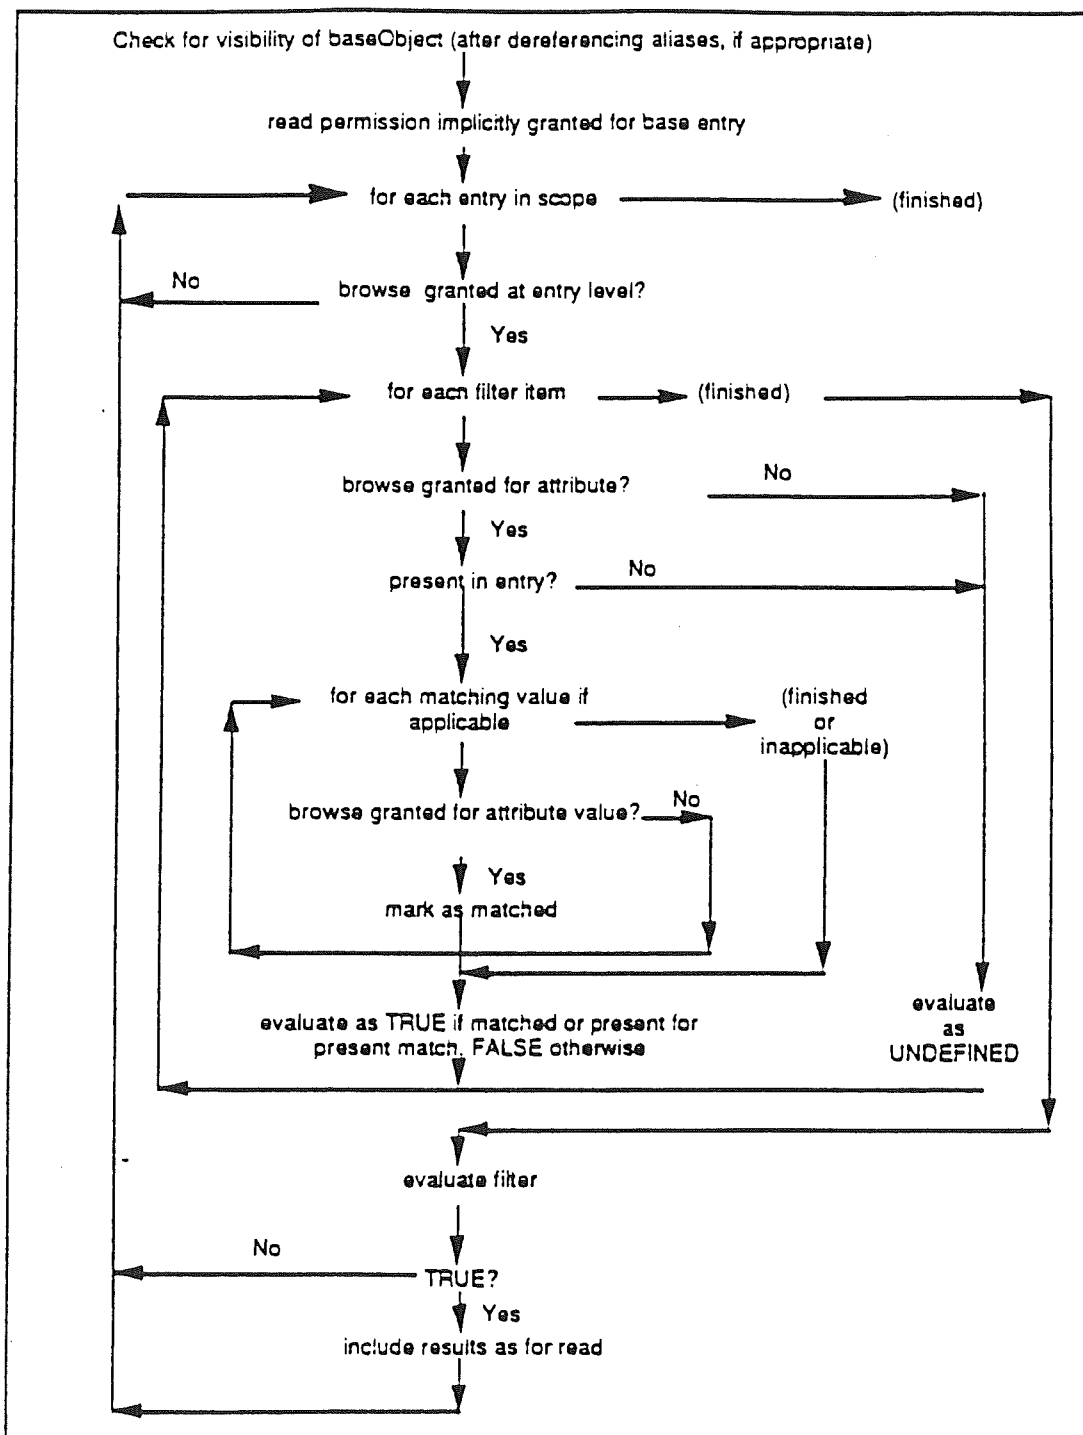 Check for visibility of baseObject (after dereferencing aliases, if appropriate)
read permission implicitly granted for base entry
for each entry in scope
(finished)
No
browse granted at entry level?
Yes
for each filter item
(finished)
No
browse granted for attribute?
Yes
present in entry?
No
Yes
for each matching value if
applicable
(finished
or
inapplicable)
browse granted for attribute value?
No
Yes
mark as matched
evaluate as TRUE if matched or present for
present match, FALSE otherwise
evaluate
as
UNDEFINED
evaluate filter
No
TRUE?
Yes
include results as for read